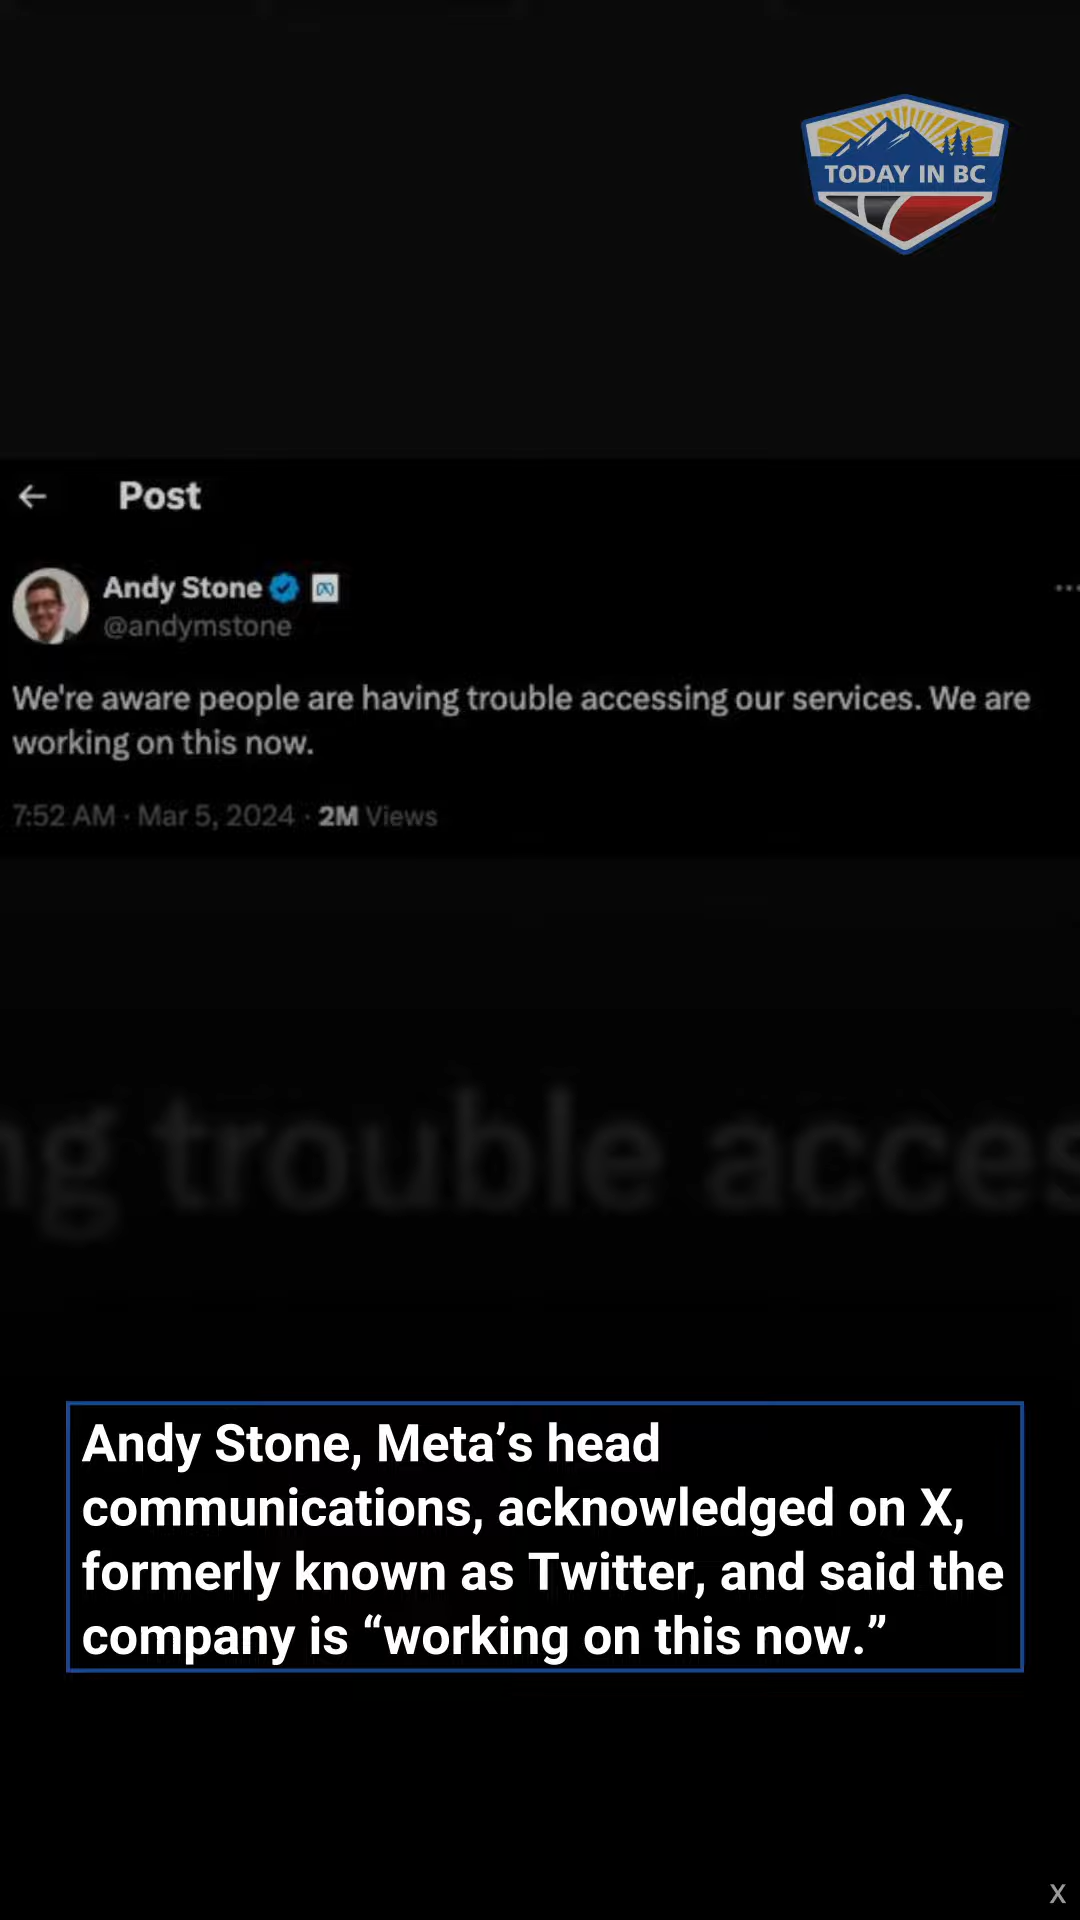 TODAY IN BC
Post
Andy Stone
@andymstone
We're aware people are having trouble accessing our services. We are
working on this now.
7:52 AM · Mar 5, 2024 · 2M Views
ng trouble acces
Andy Stone, Meta’s head
communications, acknowledged on X,
formerly known as Twitter, and said the
company is “working on this now.”
X